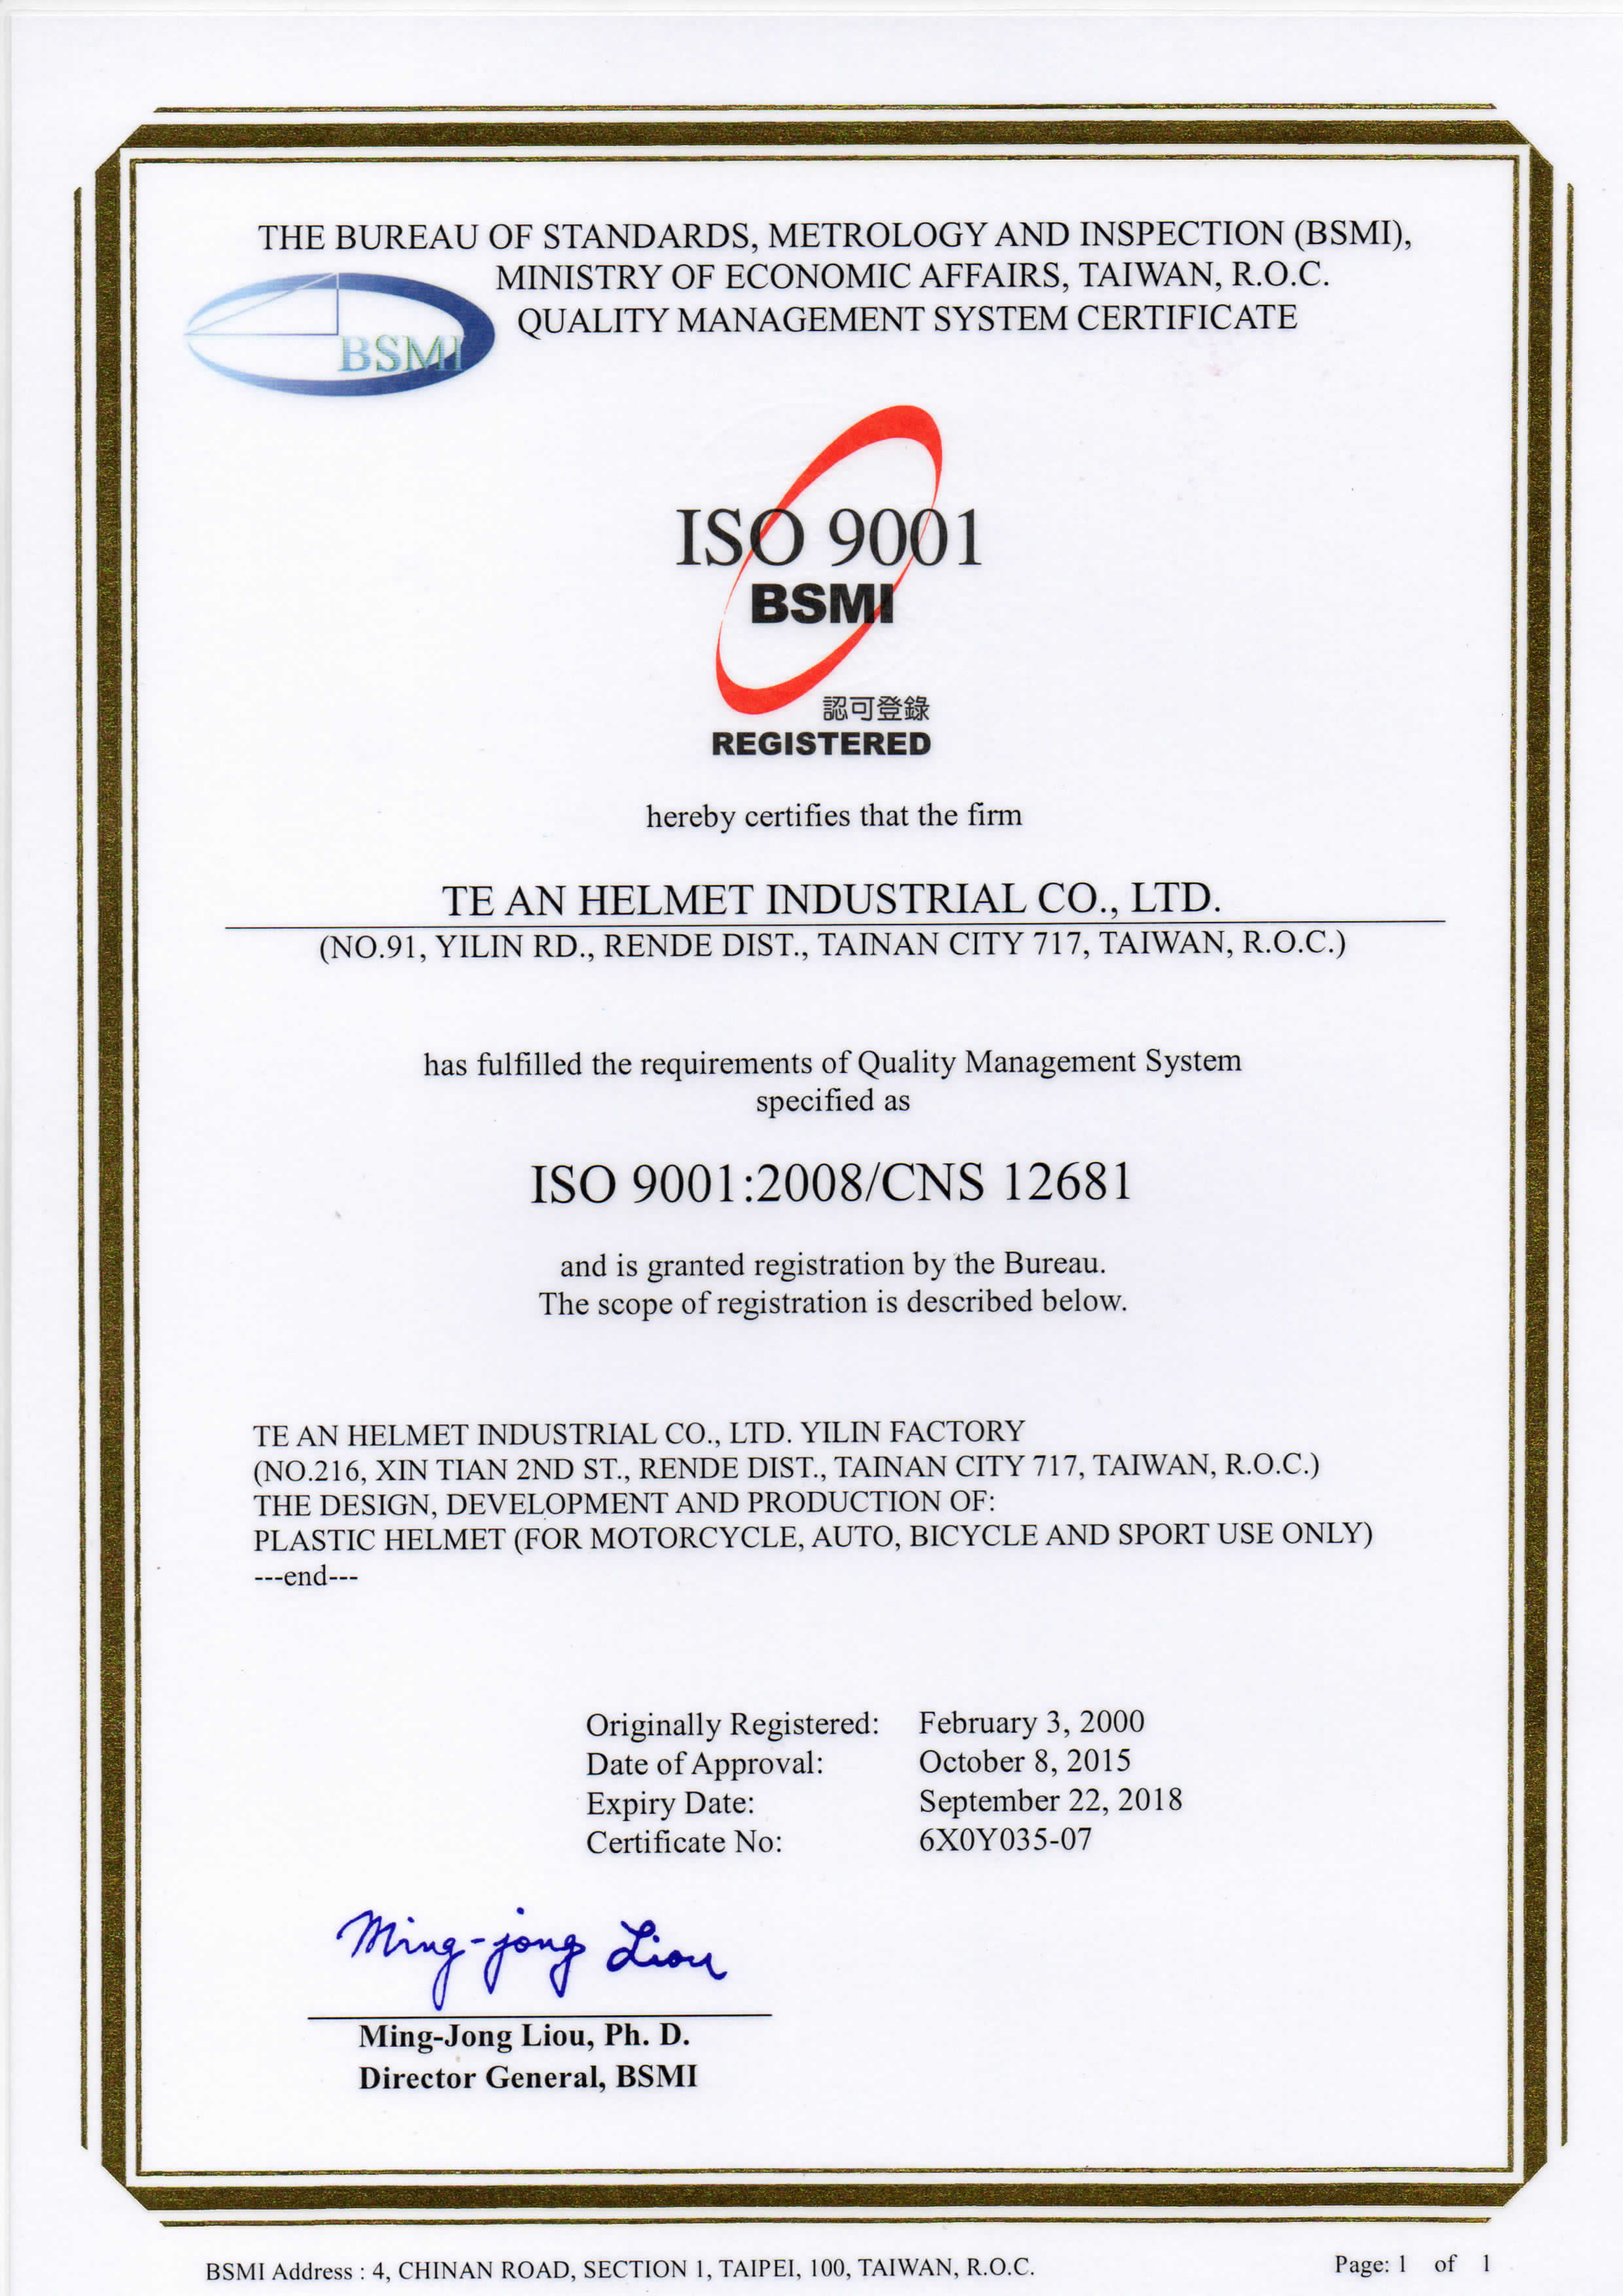 THE BUREAU OF STANDARDS, METROLOGY AND INSPECTION (BSMI),
MINISTRY OF ECONOMIC AFFAIRS, TAIWAN, R.O.C.
QUALITY MANAGEMENT SYSTEM CERTIFICATE
BSMI
ISO 9001
BSMI
認可登錄
REGISTERED
hereby certifies that the firm
TE AN HELMET INDUSTRIAL CO., LTD.
(NO.91, YILIN RD., RENDE DIST., TAINAN CITY 717, TAIWAN, R.O.C.)
has fulfilled the requirements of Quality Management System
specified as
ISO 9001:2008/CNS 12681
and is granted registration by the Bureau.
The scope of registration is described below.
TE AN HELMET INDUSTRIAL CO., LTD. YILIN FACTORY
(NO.216, XIN TIAN 2ND ST., RENDE DIST., TAINAN CITY 717, TAIWAN, R.O.C.)
THE DESIGN, DEVELOPMENT AND PRODUCTION OF:
PLASTIC HELMET (FOR MOTORCYCLE, AUTO, BICYCLE AND SPORT USE ONLY)
---end---
Originally Registered: February 3, 2000
Date of Approval: October 8, 2015
Expiry Date: September 22, 2018
Certificate No: 6X0Y035-07
Ming-jong Liou
Ming-Jong Liou, Ph. D.
Director General, BSMI
BSMI Address : 4, CHINAN ROAD, SECTION 1, TAIPEI, 100, TAIWAN, R.O.C.
Page: 1 of 1